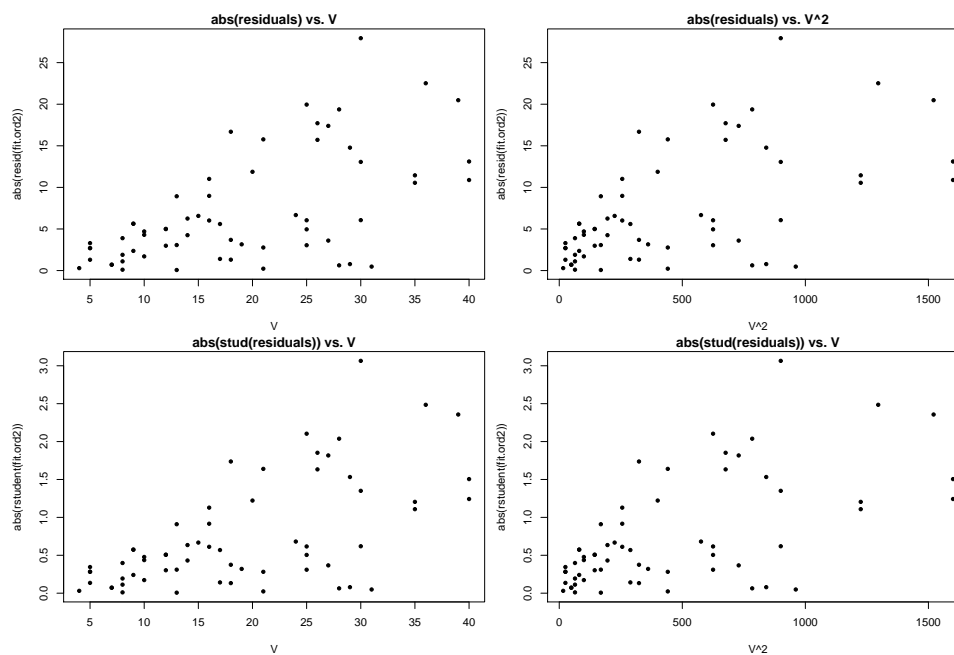 abs(residuals) vs. V
abs(resid(fit.ord2))
25
20
15
10
5
0
5 10 15 20 25 30 35 40
V
abs(residuals) vs. V^2
abs(resid(fit.ord2))
25
20
15
10
5
0
0 500 1000 1500
V^2
abs(stud(residuals)) vs. V
abs(rstudent(fit.ord2))
3.0
2.5
2.0
1.5
1.0
0.5
0.0
5 10 15 20 25 30 35 40
V
abs(stud(residuals)) vs. V
abs(rstudent(fit.ord2))
3.0
2.5
2.0
1.5
1.0
0.5
0.0
0 500 1000 1500
V^2